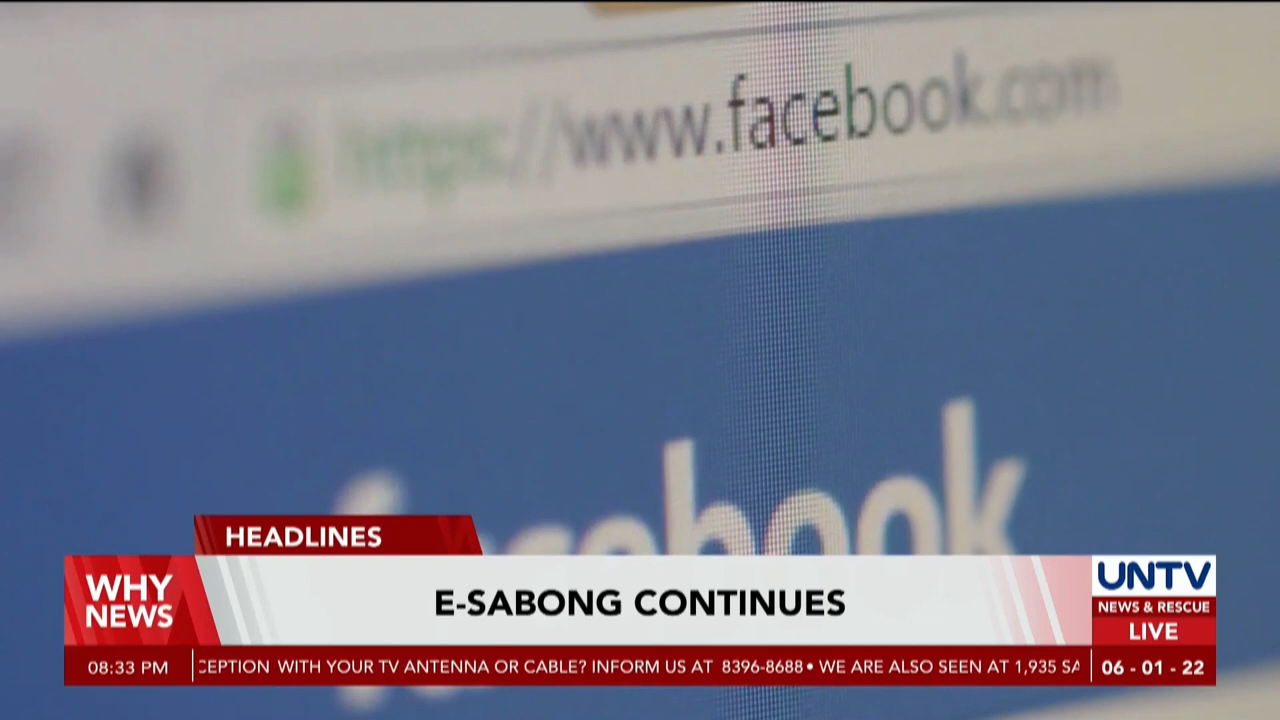 https://www.facebook.com
facebook
HEADLINES
WHY
NEWS
E-SABONG CONTINUES
UNTV
NEWS & RESCUE
LIVE
08:33 PM
WITH YOUR TV ANTENNA OR CABLE? INFORM US AT 8396-8688• WE ARE ALSO SEEN AT 1,935
06 - 01 - 22